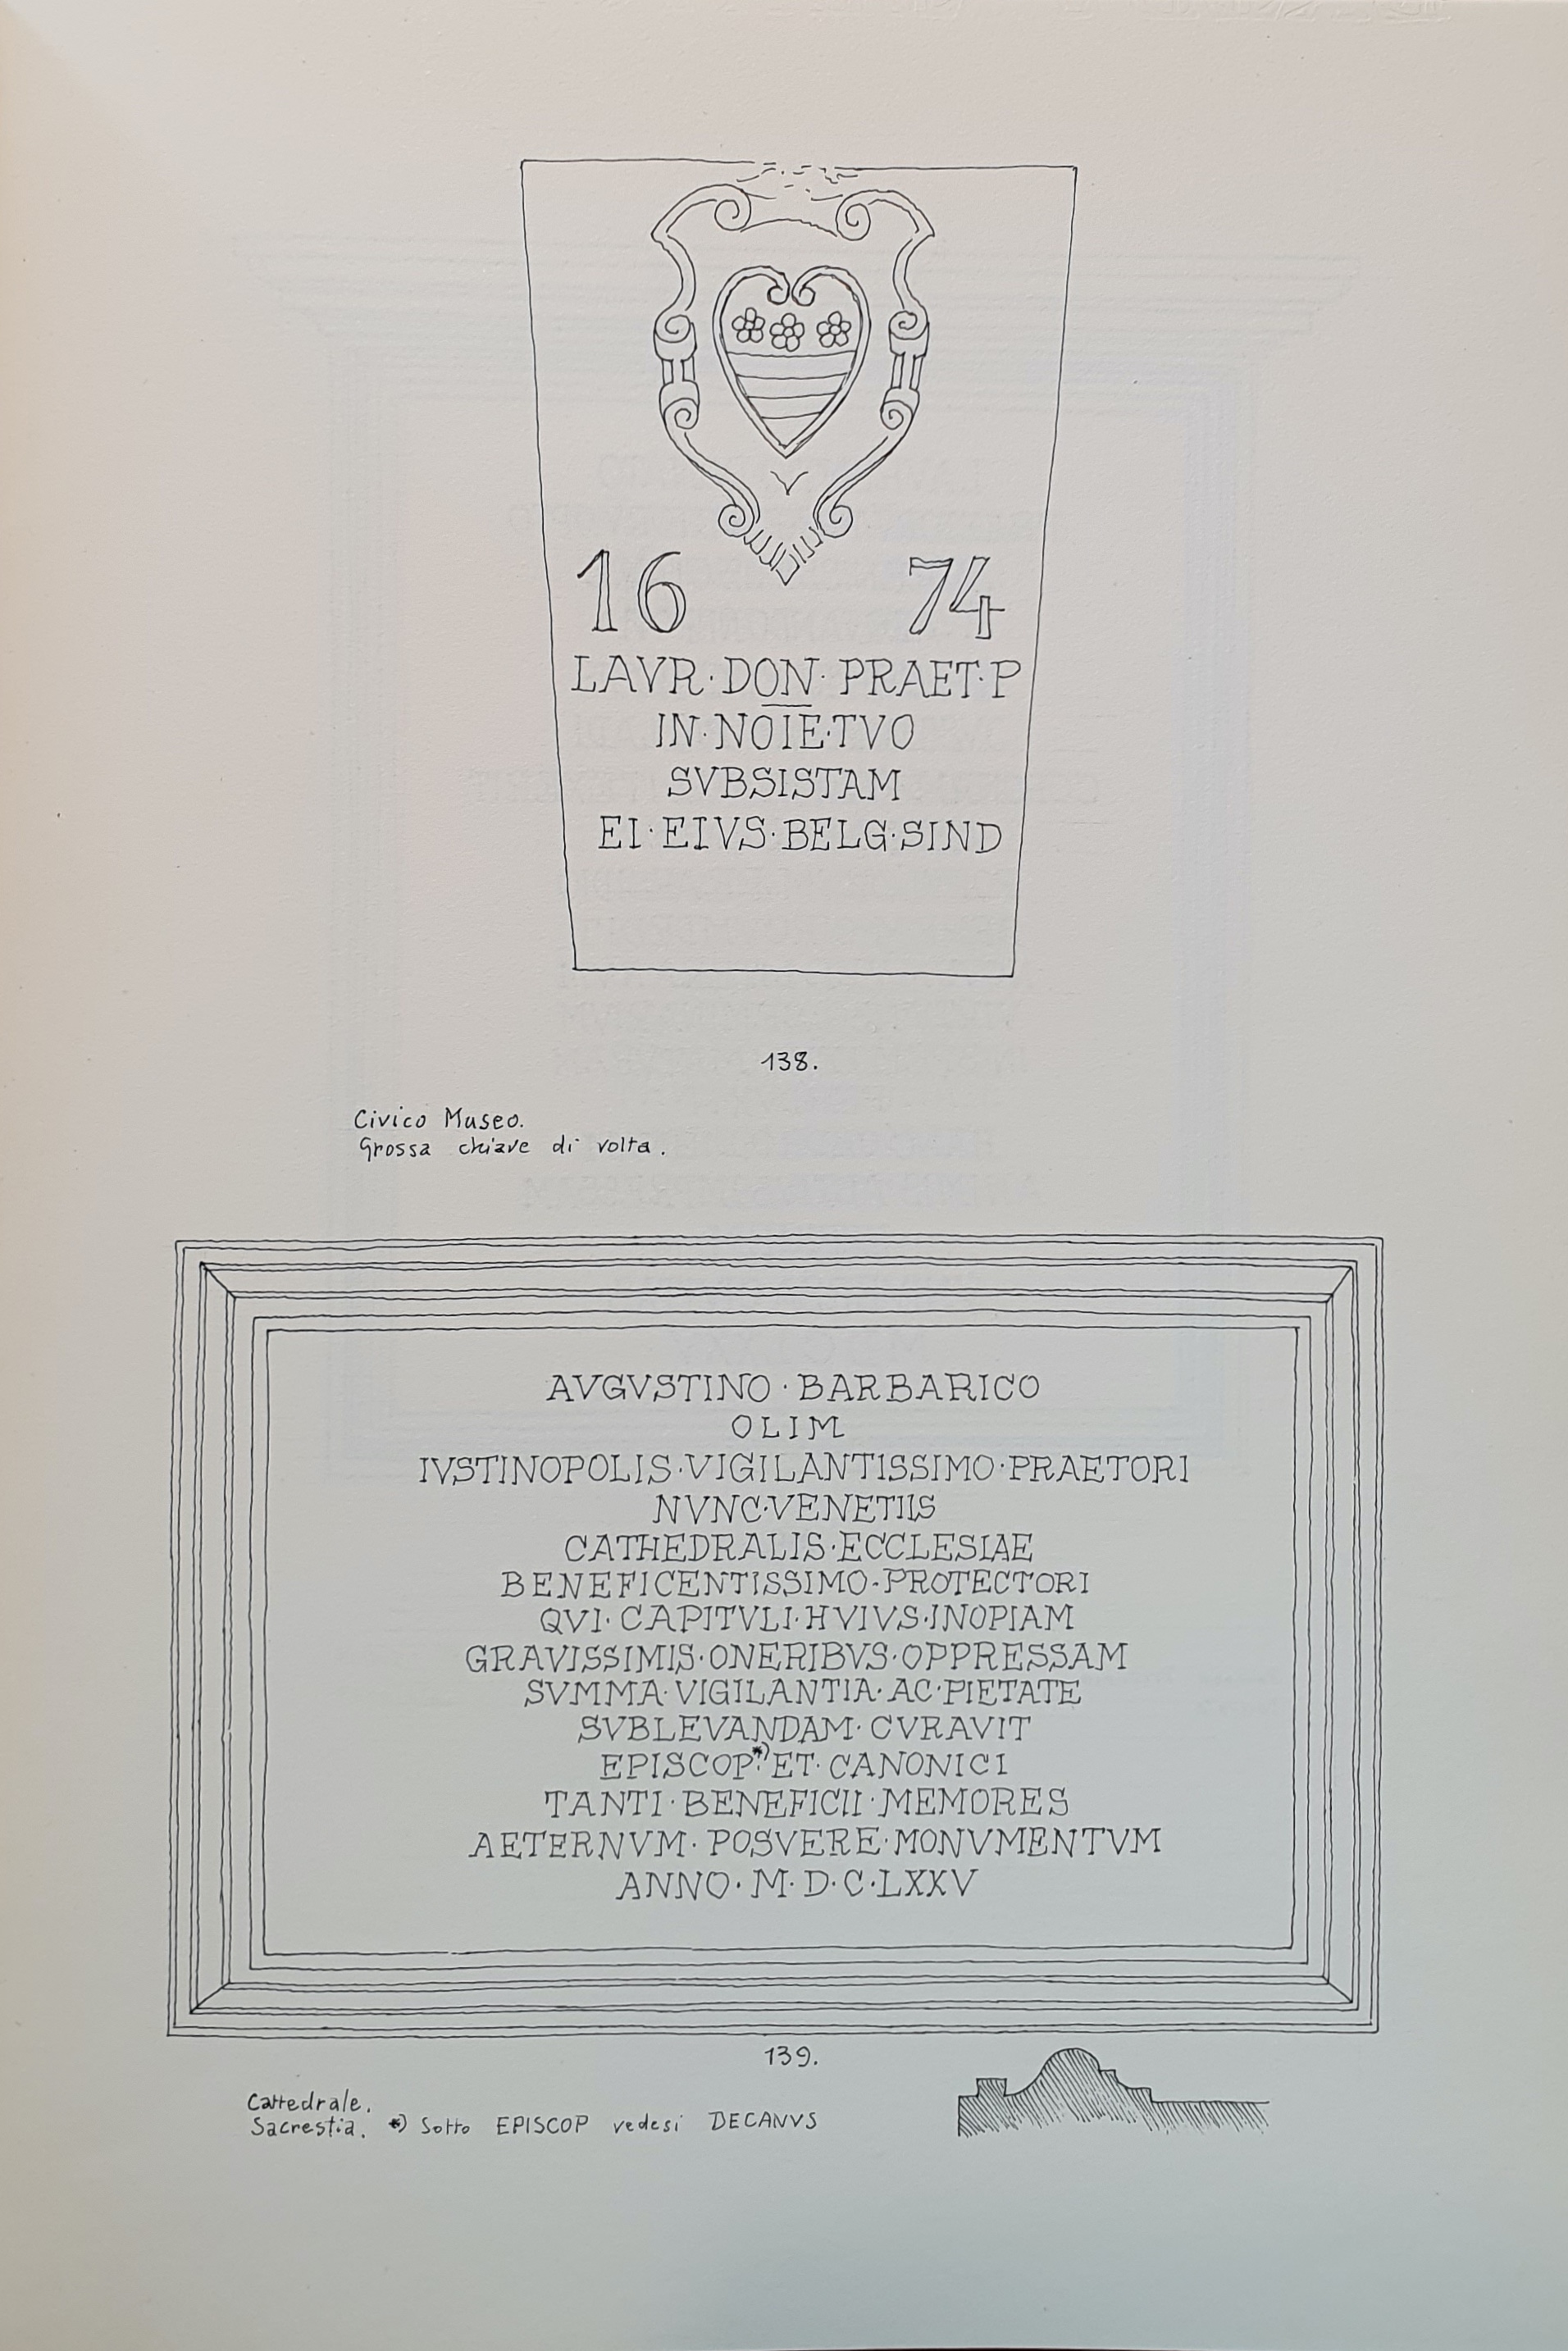 16 74
LAVR·DON·PRAET·P
IN·NOIE·TVO
SVBSISTAM
EI·EIVS·BELG·SIND
138.
Civico Museo.
Grossa chiave di volta.
AVGVSTINO·BARBARICO
OLIM
IVSTINOPOLIS·VIGILANTISSIMO·PRAETORI
NVNC·VENETIIS
CATHEDRALIS·ECCLESIAE
BENEFICENTISSIMO·PROTECTORI
QVI·CAPITVLI·HVIVS·INOPIAM
GRAVISSIMIS·ONERIBVS·OPPRESSAM
SVMMA·VIGILANTIA·AC·PIETATE
SVBLEVANDAM·CVRAVIT
EPISCOP·*) ET·CANONICI
TANTI·BENEFICII·MEMORES
AETERNVM·POSVERE·MONVMENTVM
ANNO·M·D·C·LXXV
139.
Cattedrale.
Sacrestia. *) Sotto EPISCOP vedesi DECANVS